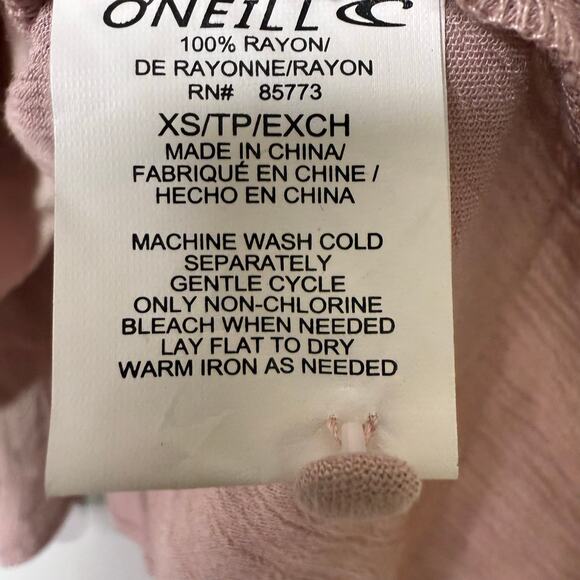 O'NEILL
100% RAYON/
DE RAYONNE/RAYON
RN# 85773
XS/TP/EXCH
MADE IN CHINA/
FABRIQUÉ EN CHINE /
HECHO EN CHINA
MACHINE WASH COLD
SEPARATELY
GENTLE CYCLE
ONLY NON-CHLORINE
BLEACH WHEN NEEDED
LAY FLAT TO DRY
WARM IRON AS NEEDED